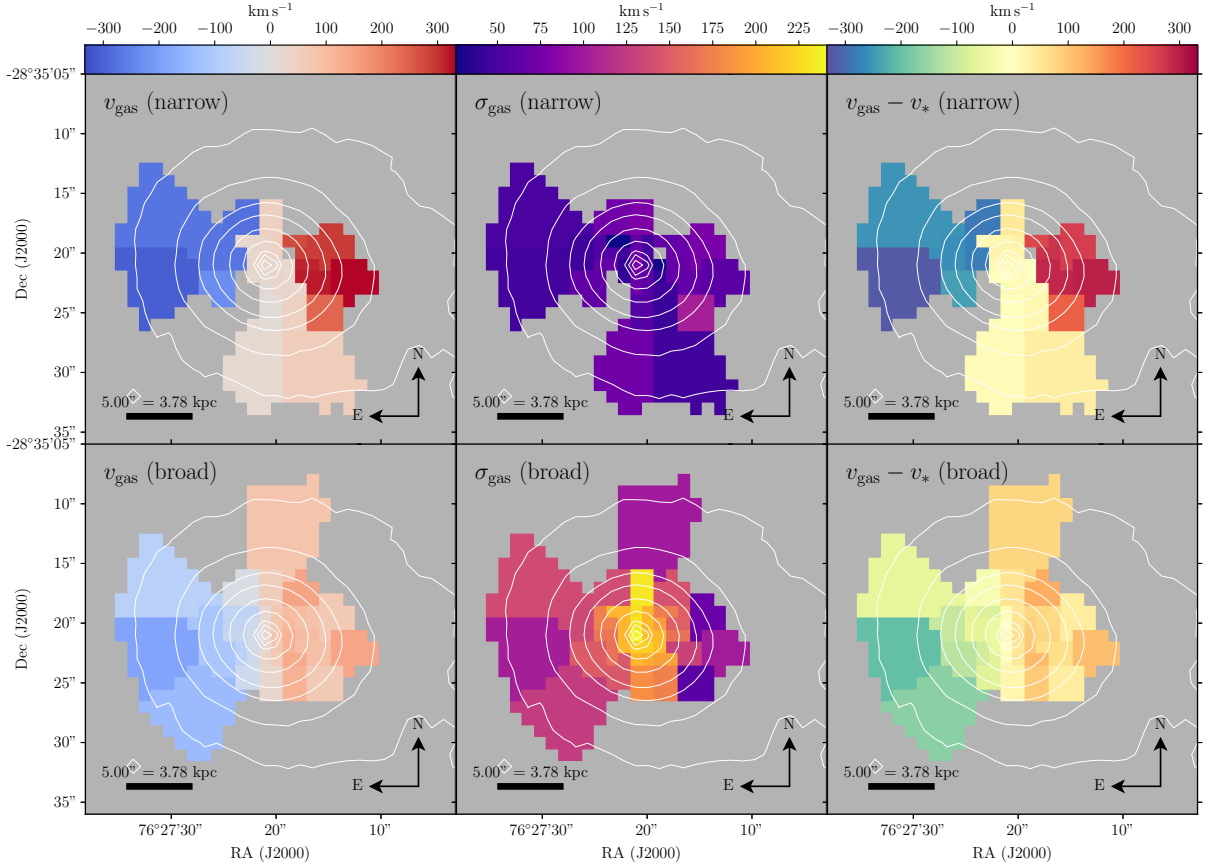 km s⁻¹ km s⁻¹ km s⁻¹
−300 −200 −100 0 100 200 300 50 75 100 125 150 175 200 225 −300 −200 −100 0 100 200 300
-28°35'05"
v_gas (narrow) σ_gas (narrow) v_gas − v_* (narrow)
10"
15"
20"
Dec (J2000)
25"
30"
N N N
5.00" = 3.78 kpc E 5.00" = 3.78 kpc E 5.00" = 3.78 kpc E
35"
-28°35'05"
v_gas (broad) σ_gas (broad) v_gas − v_* (broad)
10"
15"
20"
Dec (J2000)
25"
30"
N N N
5.00" = 3.78 kpc E 5.00" = 3.78 kpc E 5.00" = 3.78 kpc E
35"
76°27'30" 20" 10" 76°27'30" 20" 10" 76°27'30" 20" 10"
RA (J2000) RA (J2000) RA (J2000)